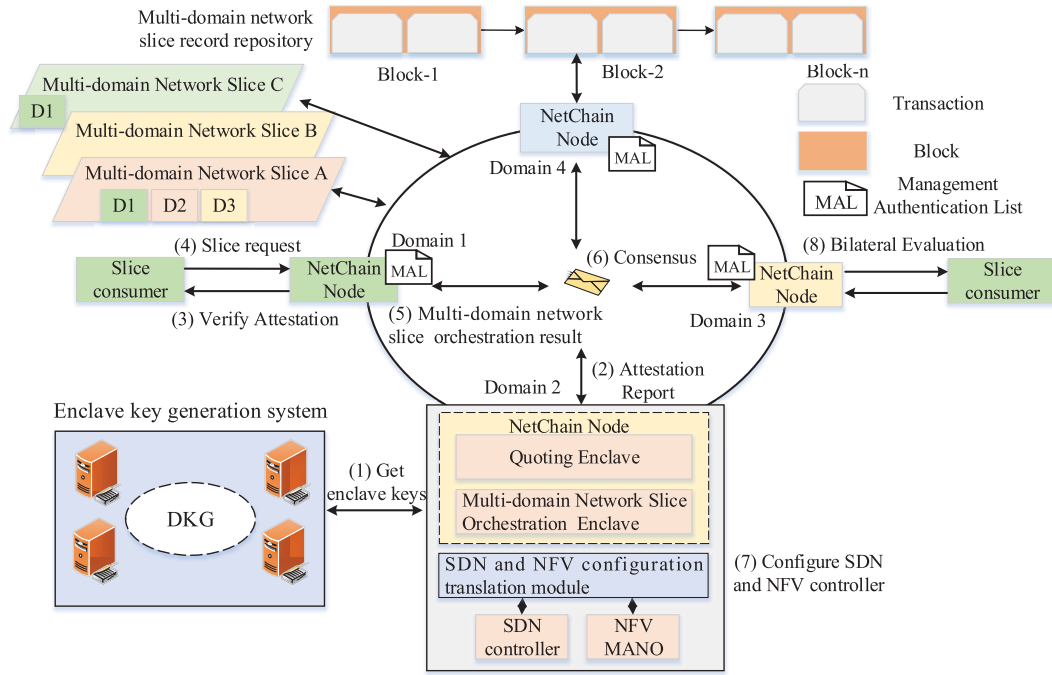 Multi-domain network
slice record repository
Block-1
Block-2
Block-n
Multi-domain Network Slice C
D1
Multi-domain Network Slice B
Multi-domain Network Slice A
D1
D2
D3
NetChain
Node
MAL
Domain 4
Transaction
Block
MAL
Management
Authentication List
(4) Slice request
Slice
consumer
(3) Verify Attestation
Domain 1
NetChain
Node
MAL
(5) Multi-domain network
slice orchestration result
(6) Consensus
MAL
NetChain
Node
Domain 3
(8) Bilateral Evaluation
Slice
consumer
Domain 2
(2) Attestation
Report
Enclave key generation system
DKG
(1) Get
enclave keys
NetChain Node
Quoting Enclave
Multi-domain Network Slice
Orchestration Enclave
SDN and NFV configuration
translation module
SDN
controller
NFV
MANO
(7) Configure SDN
and NFV controller